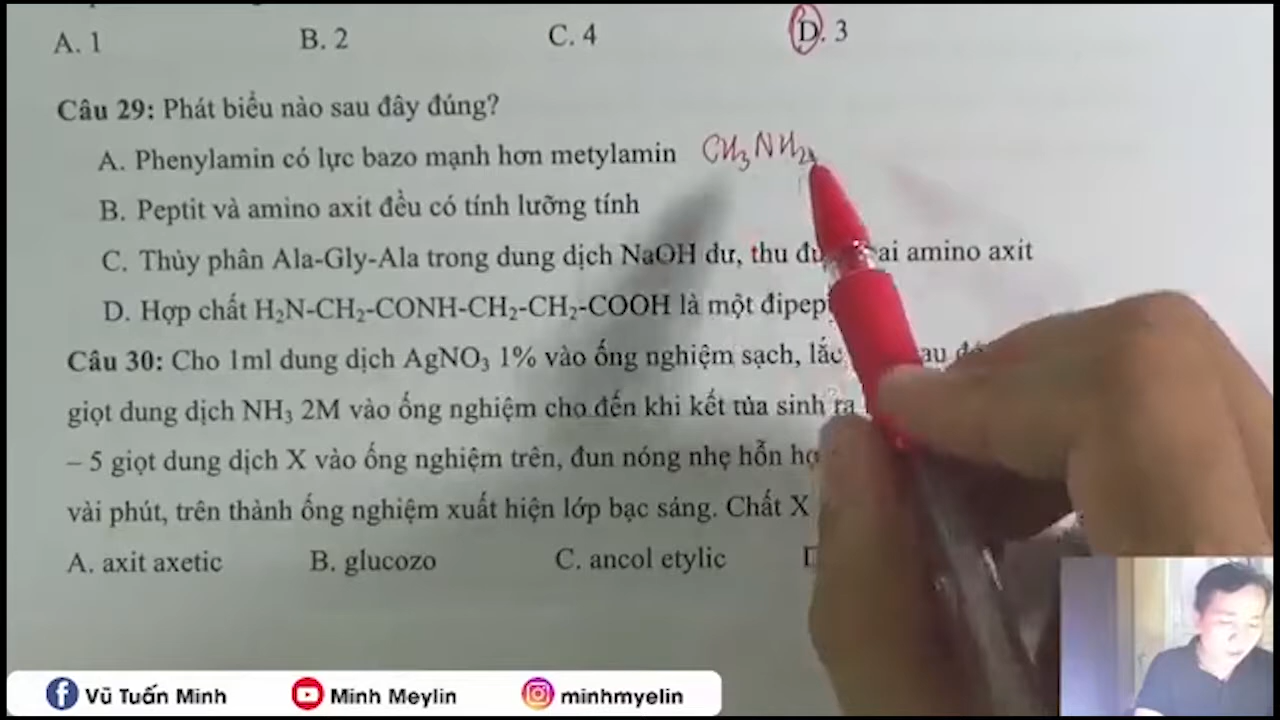 A. 1 B. 2 C. 4 D. 3
Câu 29: Phát biểu nào sau đây đúng?
A. Phenylamin có lực bazo mạnh hơn metylamin CH3NH2
B. Peptit và amino axit đều có tính lưỡng tính
C. Thủy phân Ala-Gly-Ala trong dung dịch NaOH dư, thu amino axit
D. Hợp chất H₂N-CH₂-CONH-CH₂-CH₂-COOH là một
Câu 30: Cho 1ml dung dịch AgNO₃ 1% vào ống nghiệm sạch, lắc
giọt dung dịch NH₃ 2M vào ống nghiệm cho đến khi kết tủa sinh ra
– 5 giọt dung dịch X vào ống nghiệm trên, đun nóng nhẹ hỗn
vài phút, trên thành ống nghiệm xuất hiện lớp bạc sáng. Chất X
A. axit axetic B. glucozo C. ancol etylic
Vũ Tuấn Minh Minh Meylin minhmyelin